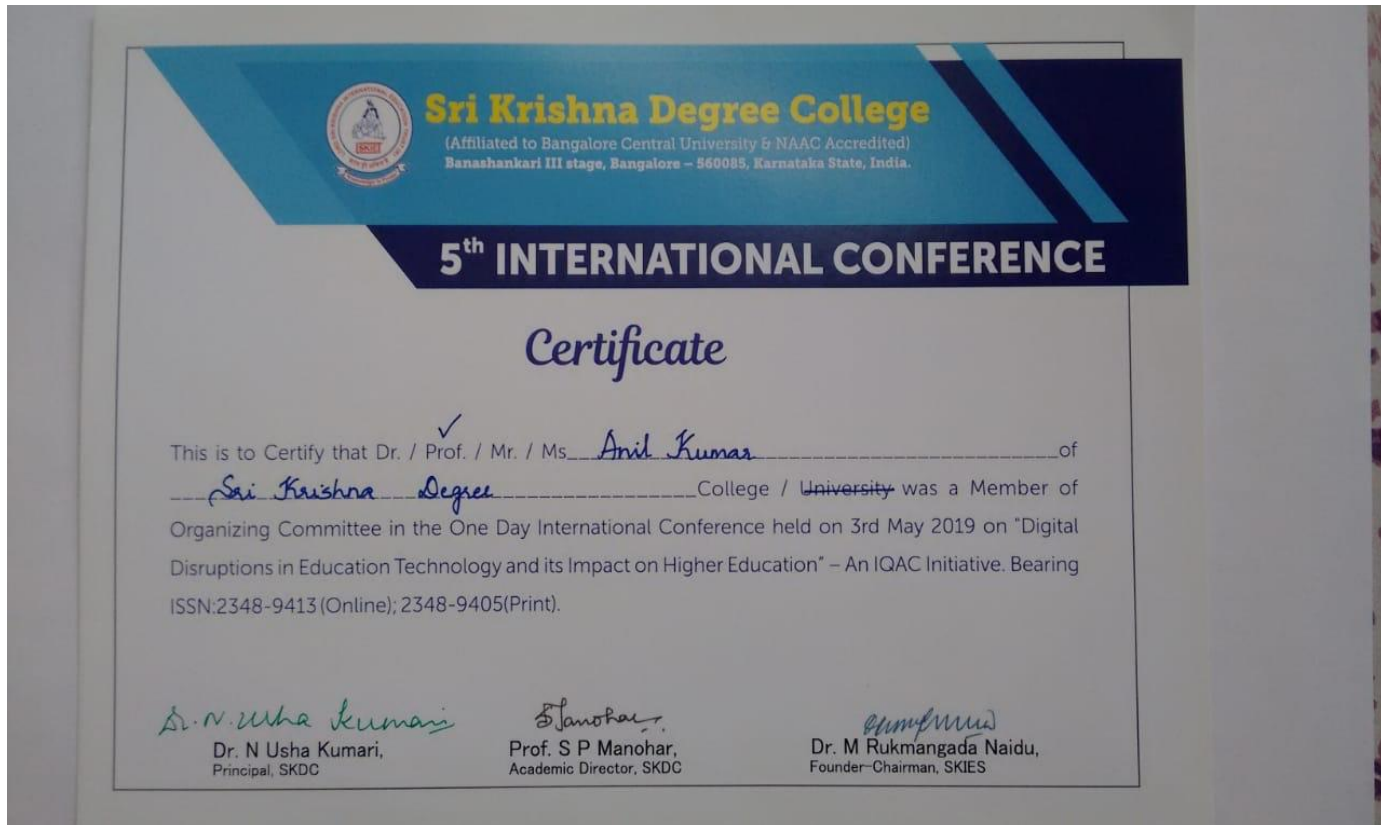 Sri Krishna Degree College
(Affiliated to Bangalore Central University & NAAC Accredited)
Banashankari III stage, Bangalore – 560085, Karnataka State, India.
SKIET
5th INTERNATIONAL CONFERENCE
Certificate
This is to Certify that Dr. / Prof. / Mr. / Ms Anil Kumar of
Sri Krishna Degree College / University was a Member of
Organizing Committee in the One Day International Conference held on 3rd May 2019 on "Digital
Disruptions in Education Technology and its Impact on Higher Education" – An IQAC Initiative. Bearing
ISSN:2348-9413 (Online); 2348-9405(Print).
Dr. N. Usha Kumari
S Manohar
Dr. N Usha Kumari,
Principal, SKDC
Prof. S P Manohar,
Academic Director, SKDC
Dr. M Rukmangada Naidu,
Founder-Chairman, SKIES